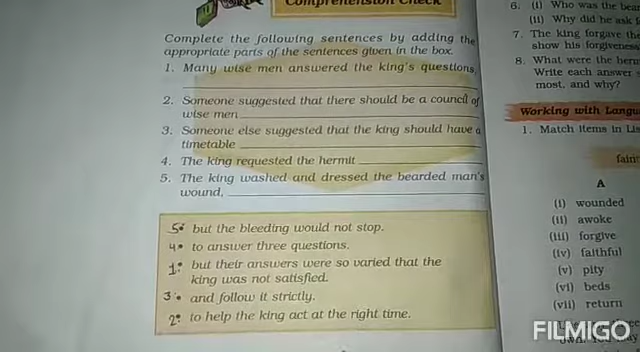 Comprehension Check
Complete the following sentences by adding the
appropriate parts of the sentences given in the box.
1. Many wise men answered the king's questions,
2. Someone suggested that there should be a council of
wise men
3. Someone else suggested that the king should have a
timetable
4. The king requested the hermit
5. The king washed and dressed the bearded man's
wound,
5. but the bleeding would not stop.
4. to answer three questions.
1. but their answers were so varied that the
king was not satisfied.
3. and follow it strictly.
2. to help the king act at the right time.
6. (i) Who was the
(ii) Why did he ask
7. The king forgave the
show his forgiveness
8. What were the
Write each answer
most, and why?
Working with
1. Match items in
A
(i) wounded
(ii) awoke
(iii) forgive
(iv) faithful
(v) pity
(vi) beds
(vii) return
FILMIGO